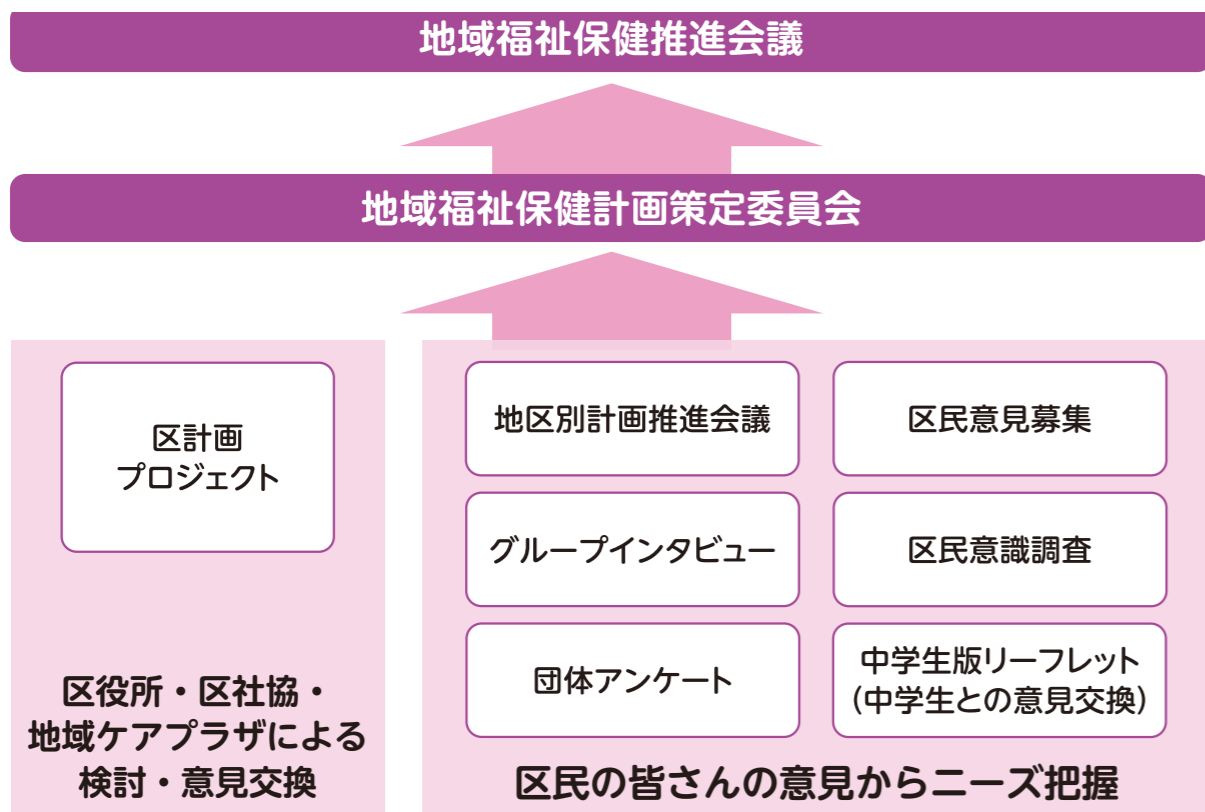 地域福祉保健推進会議
地域福祉保健計画策定委員会
区計画
プロジェクト
区役所・区社協・
地域ケアプラザによる
検討・意見交換
地区別計画推進会議
区民意見募集
グループインタビュー
区民意識調査
団体アンケート
中学生版リーフレット
(中学生との意見交換)
区民の皆さんの意見からニーズ把握